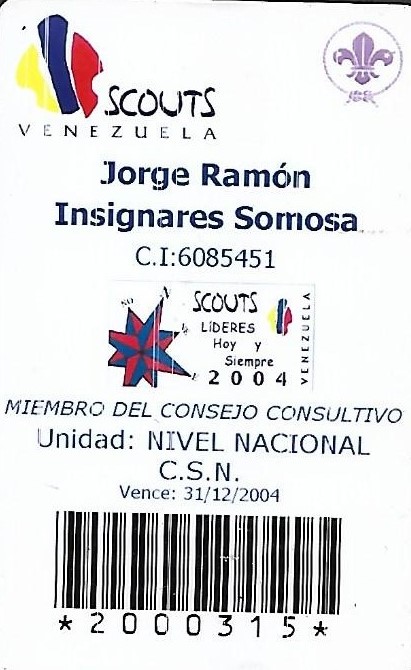 SCOUTS
VENEZUELA
Jorge Ramón
Insignares Somosa
C.I:6085451
SCOUTS
LíDERES
Hoy y
Siempre
2004
VENEZUELA
MIEMBRO DEL CONSEJO CONSULTIVO
Unidad: NIVEL NACIONAL
C.S.N.
Vence: 31/12/2004
*2000315*